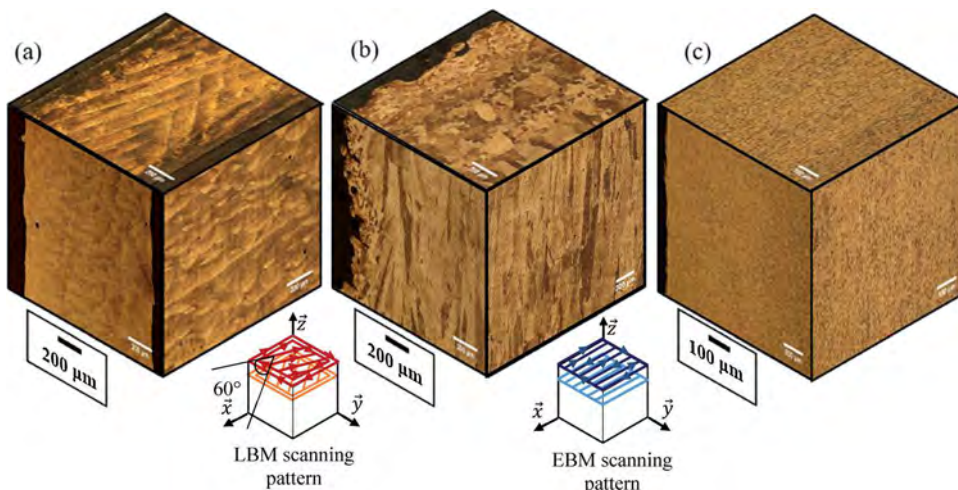 (a)
(b)
(c)
200 µm
200 µm
100 µm
60°
z⃗
x⃗
y⃗
LBM scanning
pattern
z⃗
x⃗
y⃗
EBM scanning
pattern